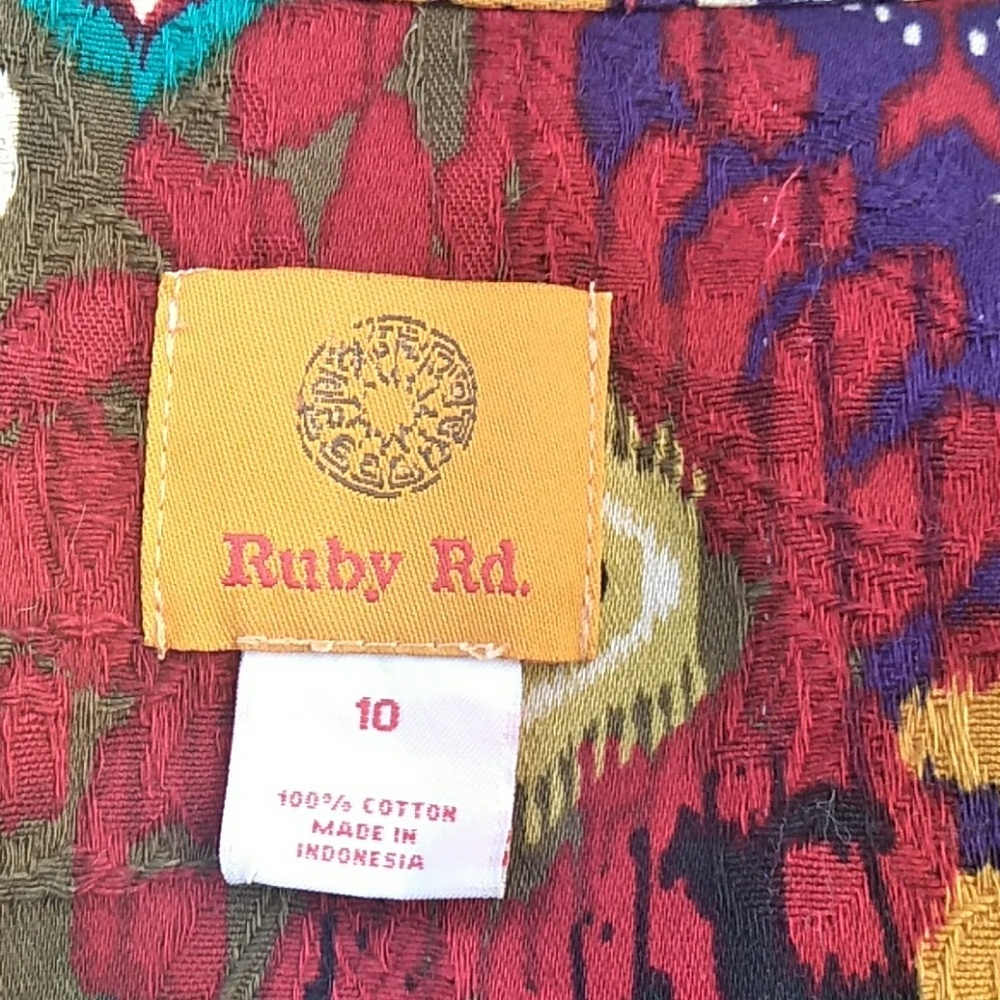 Ruby Rd.
10
100% COTTON
MADE IN
INDONESIA